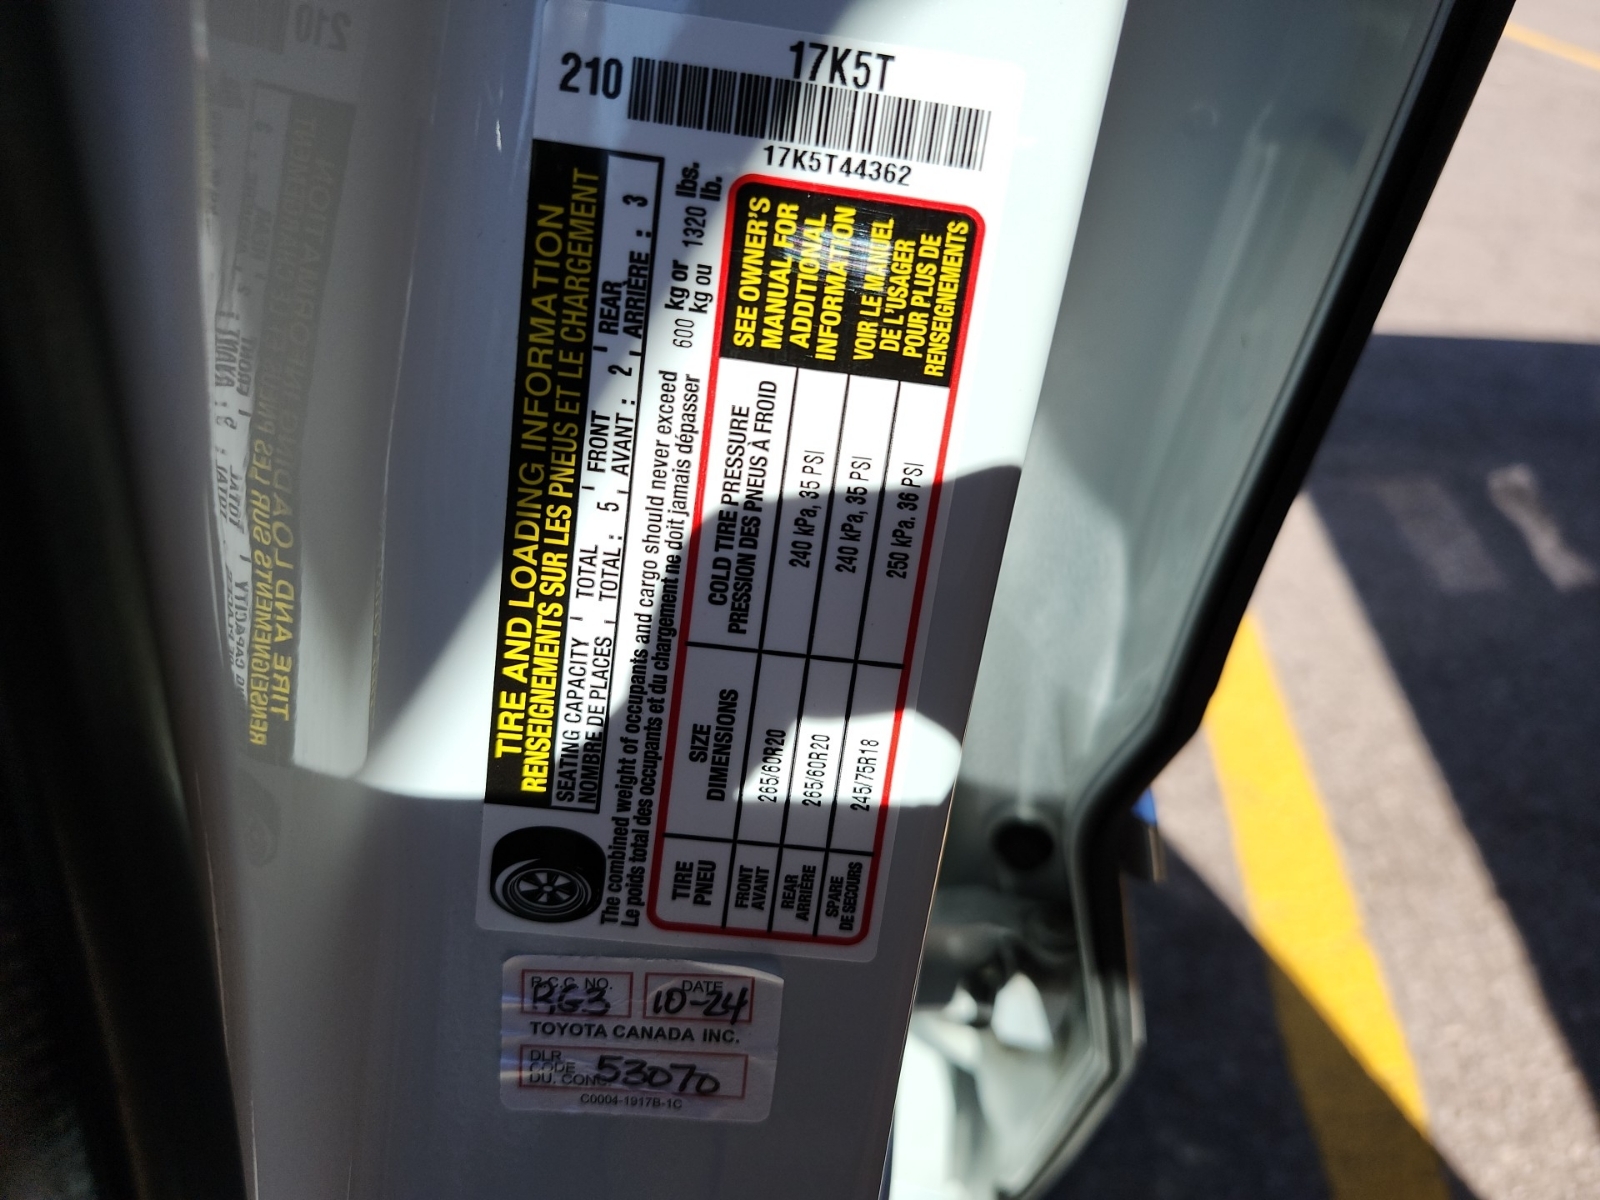 17K5T
210
17K5T44362
TIRE AND LOADING INFORMATION
RENSEIGNEMENTS SUR LES PNEUS ET LE CHARGEMENT
SEATING CAPACITY TOTAL FRONT REAR
NOMBRE DE PLACES TOTAL : 5 AVANT : 2 ARRIÈRE : 3
The combined weight of occupants and cargo should never exceed 600 kg or 1320 lbs.
Le poids total des occupants et du chargement ne doit jamais dépasser kg ou lb.
TIRE SIZE COLD TIRE PRESSURE
PNEU DIMENSIONS PRESSION DES PNEUS À FROID
FRONT
AVANT 265/60R20 240 kPa, 35 PSI
REAR
ARRIÈRE 265/60R20 240 kPa, 35 PSI
SPARE
DE SECOURS 245/75R18 250 kPa. 36 PSI
SEE OWNER'S
MANUAL FOR
ADDITIONAL
INFORMATION
VOIR LE MANUEL
DE L'USAGER
POUR PLUS DE
RENSEIGNEMENTS
R.C.C. NO. DATE
RG3 10-24
TOYOTA CANADA INC.
DLR
CODE 53070
DU. CONC.
C0004-1917B-1C